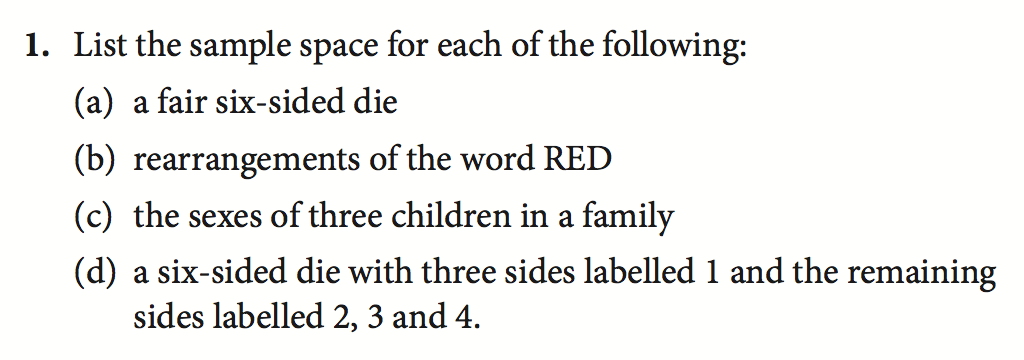 1. List the sample space for each of the following:
(a) a fair six-sided die
(b) rearrangements of the word RED
(c) the sexes of three children in a family
(d) a six-sided die with three sides labelled 1 and the remaining
sides labelled 2, 3 and 4.